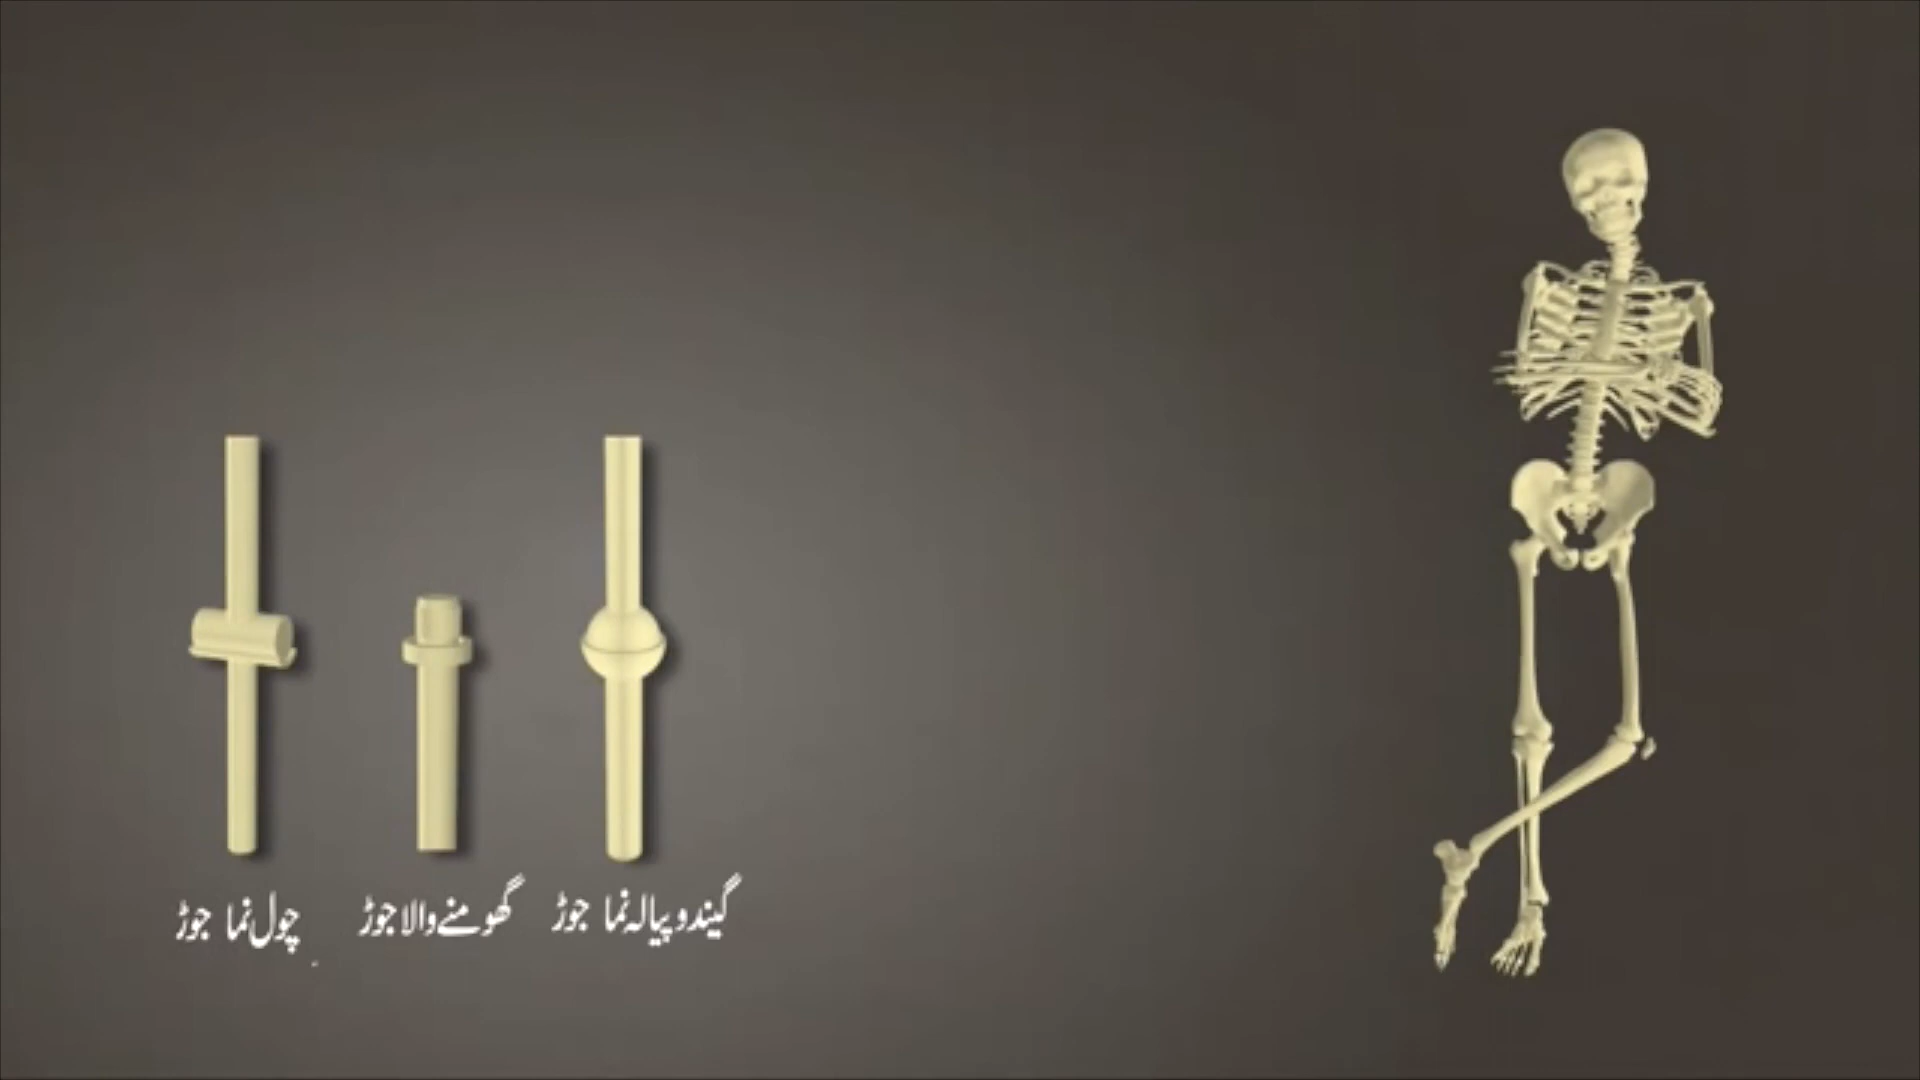 گیند و پیالہ نما جوڑ
گھومنے والا جوڑ
چول نما جوڑ